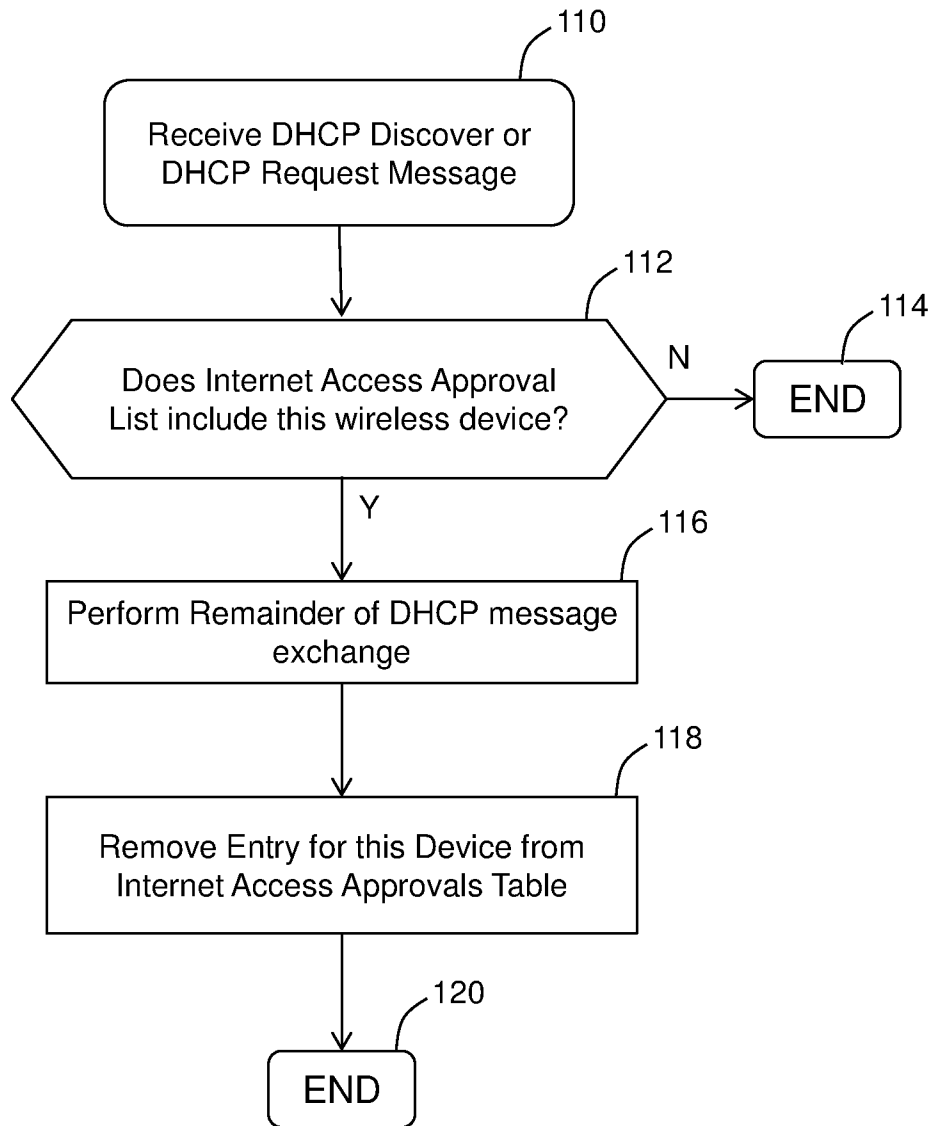 110
Receive DHCP Discover or
DHCP Request Message
112
Does Internet Access Approval
List include this wireless device?
N
114
END
Y
116
Perform Remainder of DHCP message
exchange
118
Remove Entry for this Device from
Internet Access Approvals Table
120
END